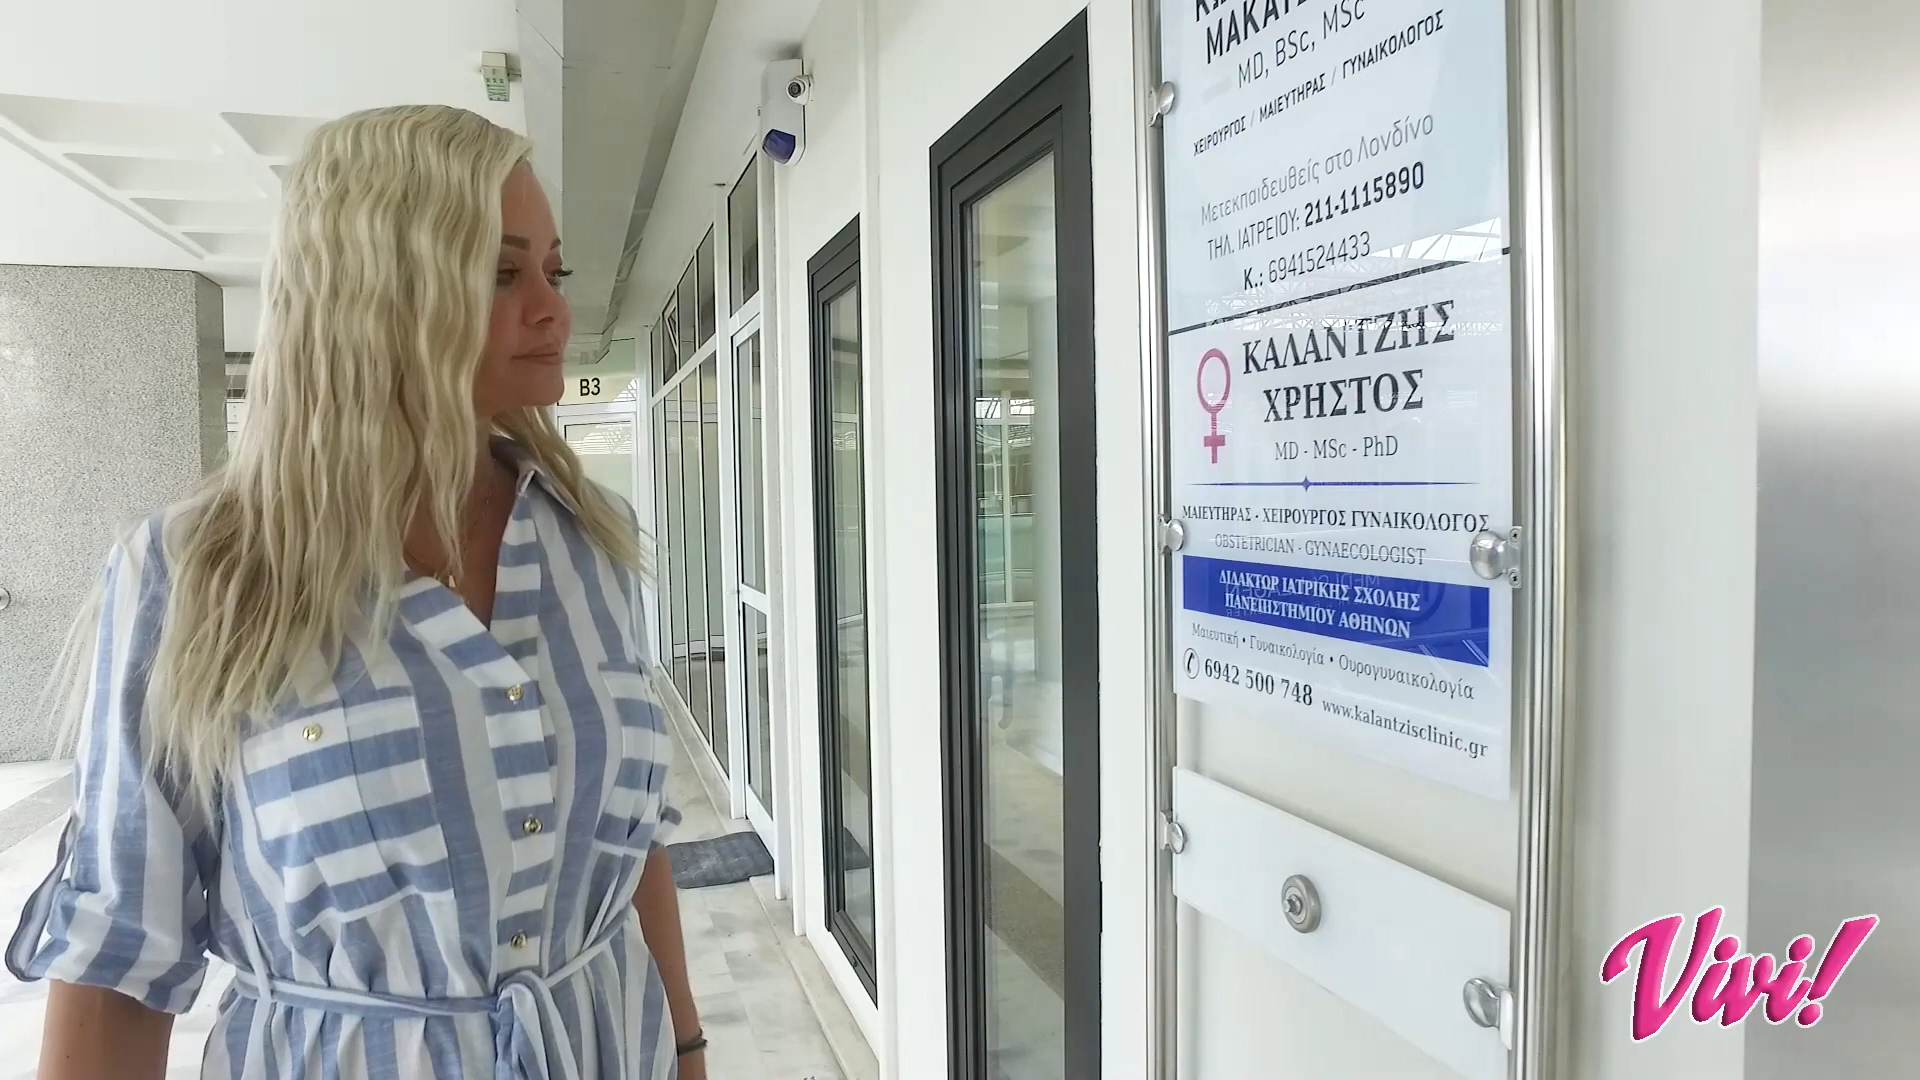 MD, BSc, MSc
ΧΕΙΡΟΥΡΓΟΣ / ΜΑΙΕΥΤΗΡΑΣ / ΓΥΝΑΙΚΟΛΟΓΟΣ
Μετεκπαιδευθείς στο Λονδίνο
ΤΗΛ. ΙΑΤΡΕΙΟΥ: 211-1115890
Κ.: 6941524433
ΚΑΛΑΝΤΖΗΣ
ΧΡΗΣΤΟΣ
MD - MSc - PhD
ΜΑΙΕΥΤΗΡΑΣ - ΧΕΙΡΟΥΡΓΟΣ ΓΥΝΑΙΚΟΛΟΓΟΣ
OBSTETRICIAN - GYNAECOLOGIST
ΔΙΔΑΚΤΩΡ ΙΑΤΡΙΚΗΣ ΣΧΟΛΗΣ
ΠΑΝΕΠΙΣΤΗΜΙΟΥ ΑΘΗΝΩΝ
Μαιευτική • Γυναικολογία • Ουρογυναικολογία
6942 500 748
www.kalantzisclinic.gr
B3
Vivi!